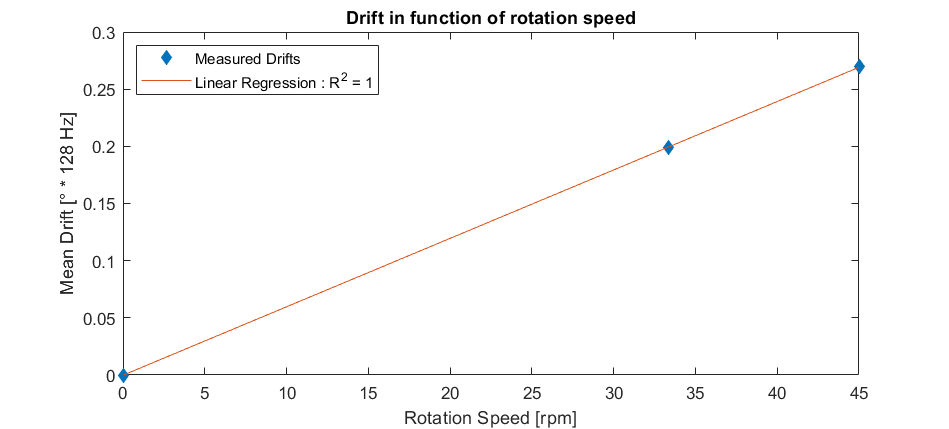 Drift in function of rotation speed
Measured Drifts
Linear Regression : R² = 1
0.3
0.25
0.2
0.15
0.1
0.05
0
Mean Drift [° * 128 Hz]
0 5 10 15 20 25 30 35 40 45
Rotation Speed [rpm]